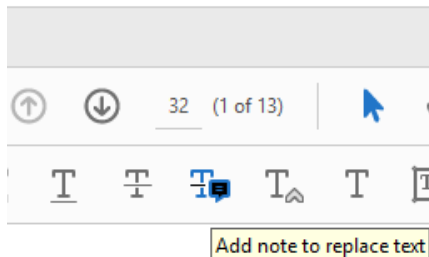 32 (1 of 13)
T T T T T T
Add note to replace text